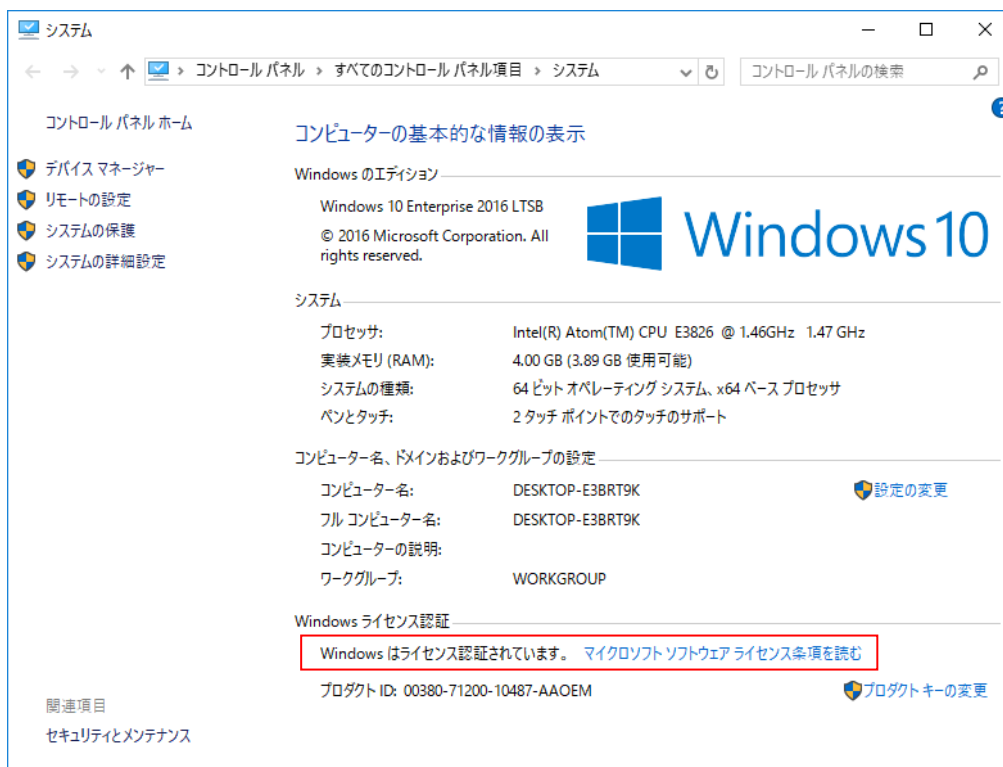 システム
コントロール パネル › すべてのコントロール パネル項目 › システム
コントロール パネルの検索
コントロール パネル ホーム
デバイス マネージャー
リモートの設定
システムの保護
システムの詳細設定
コンピューターの基本的な情報の表示
Windows のエディション
Windows 10 Enterprise 2016 LTSB
© 2016 Microsoft Corporation. All
rights reserved.
Windows 10
システム
プロセッサ: Intel(R) Atom(TM) CPU E3826 @ 1.46GHz 1.47 GHz
実装メモリ (RAM): 4.00 GB (3.89 GB 使用可能)
システムの種類: 64 ビット オペレーティング システム、x64 ベース プロセッサ
ペンとタッチ: 2 タッチ ポイントでのタッチのサポート
コンピューター名、ドメインおよびワークグループの設定
コンピューター名: DESKTOP-E3BRT9K 設定の変更
フル コンピューター名: DESKTOP-E3BRT9K
コンピューターの説明:
ワークグループ: WORKGROUP
Windows ライセンス認証
Windows はライセンス認証されています。 マイクロソフト ソフトウェア ライセンス条項を読む
プロダクト ID: 00380-71200-10487-AAOEM プロダクト キーの変更
関連項目
セキュリティとメンテナンス